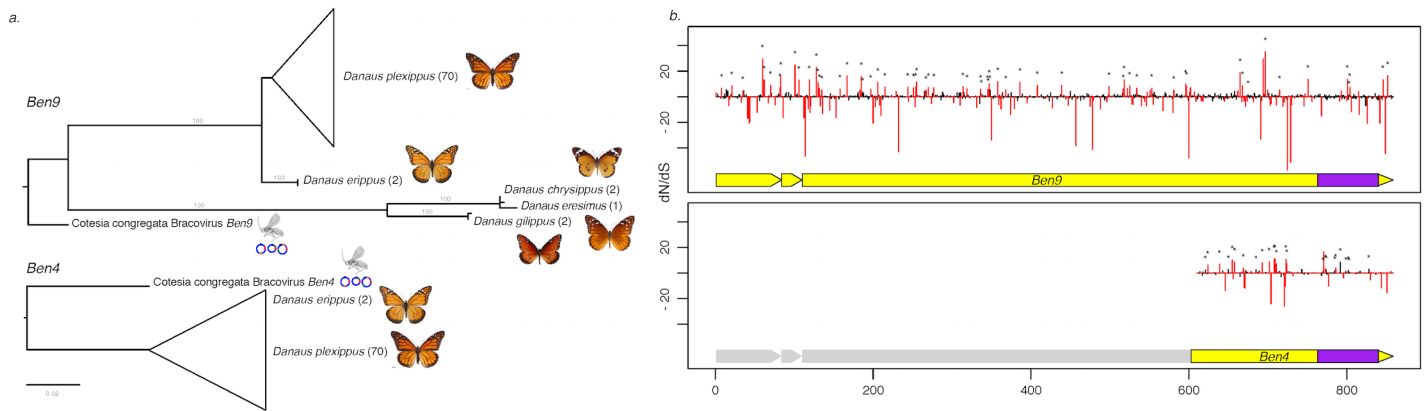 a.
Danaus plexippus (70)
Ben9
100
100
Danaus erippus (2)
Danaus chrysippus (2)
100
Danaus eresimus (1)
100
100
Danaus gilippus (2)
Cotesia congregata Bracovirus Ben9
Ben4
Cotesia congregata Bracovirus Ben4
Danaus erippus (2)
Danaus plexippus (70)
b.
20
- 20
dN/dS
Ben9
20
- 20
Ben4
0
200
400
600
800